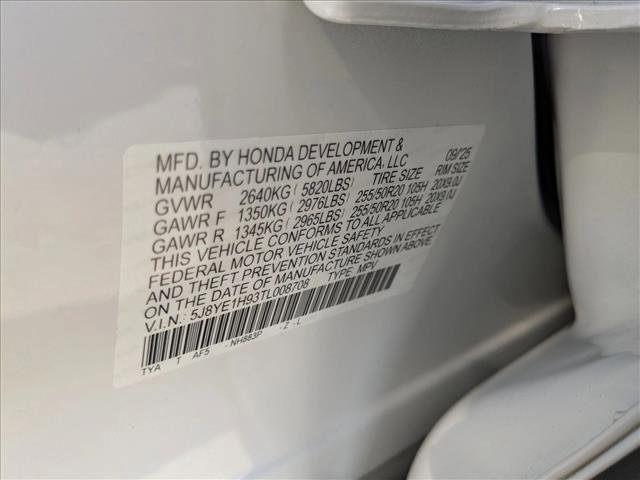 MFD. BY HONDA DEVELOPMENT &
MANUFACTURING OF AMERICA, LLC 09/25
GVWR 2640KG (5820LBS) TIRE SIZE RIM SIZE
GAWR F 1350KG (2976LBS) 255/50R20 105H 20X9.0J
GAWR R 1345KG (2965LBS) 255/50R20 105H 20X9.0J
THIS VEHICLE CONFORMS TO ALL APPLICABLE
FEDERAL MOTOR VEHICLE SAFETY
AND THEFT PREVENTION STANDARDS IN EFFECT
ON THE DATE OF MANUFACTURE SHOWN ABOVE.
V.I.N.: 5J8YE1H93TL008708 TYPE: MPV
TYA T AF5 - NH883P - Z - L